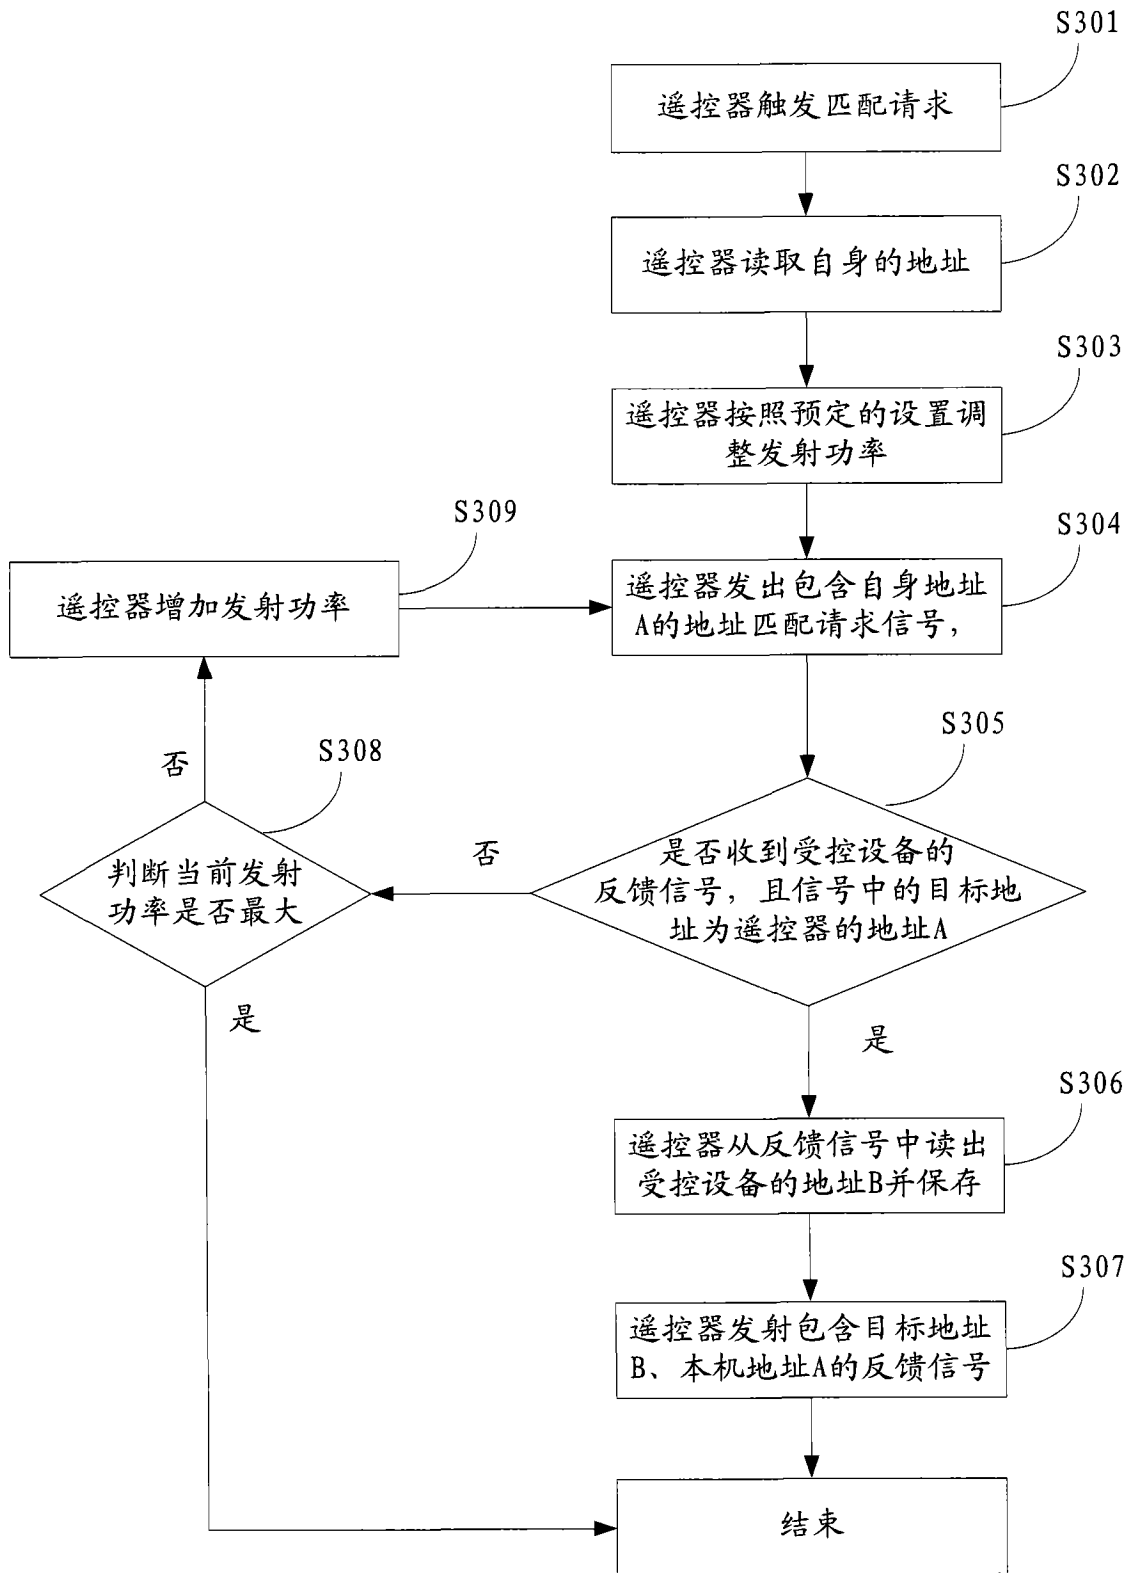 S301
遥控器触发匹配请求
S302
遥控器读取自身的地址
S303
遥控器按照预定的设置调
整发射功率
S309
遥控器增加发射功率
S304
遥控器发出包含自身地址
A的地址匹配请求信号，
S305
是否收到受控设备的
反馈信号，且信号中的目标地
址为遥控器的地址A
否
S308
判断当前发射
功率是否最大
否
是
是
S306
遥控器从反馈信号中读出
受控设备的地址B并保存
S307
遥控器发射包含目标地址
B、本机地址A的反馈信号
结束